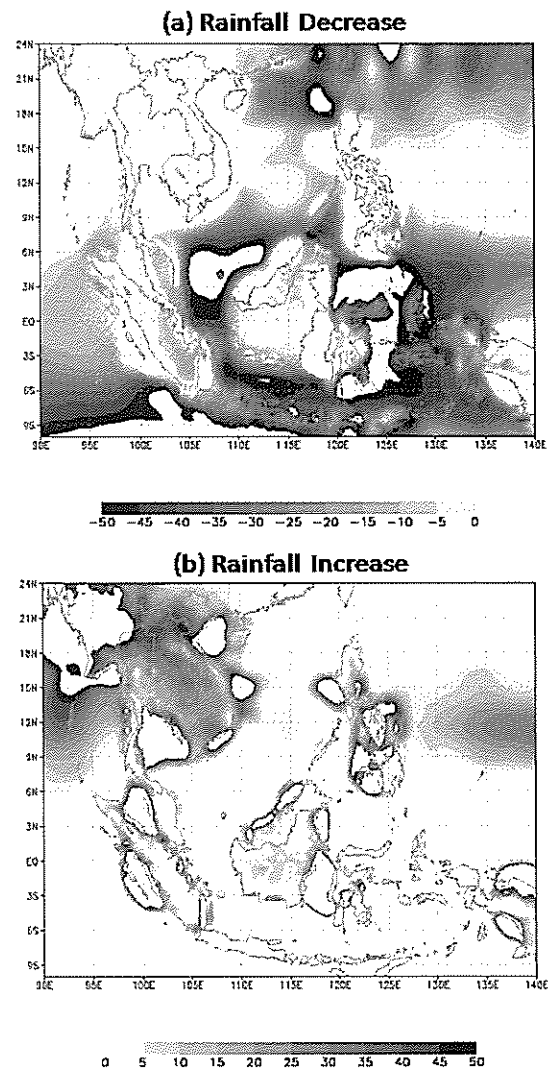 (a) Rainfall Decrease
24N
21N
18N
15N
12N
9N
6N
3N
EQ
3S
6S
9S
90E 95E 100E 105E 110E 115E 120E 125E 130E 135E 140E
-50 -45 -40 -35 -30 -25 -20 -15 -10 -5 0
(b) Rainfall Increase
24N
21N
18N
15N
12N
9N
6N
3N
EQ
3S
6S
9S
90E 95E 100E 105E 110E 115E 120E 125E 130E 135E 140E
0 5 10 15 20 25 30 35 40 45 50